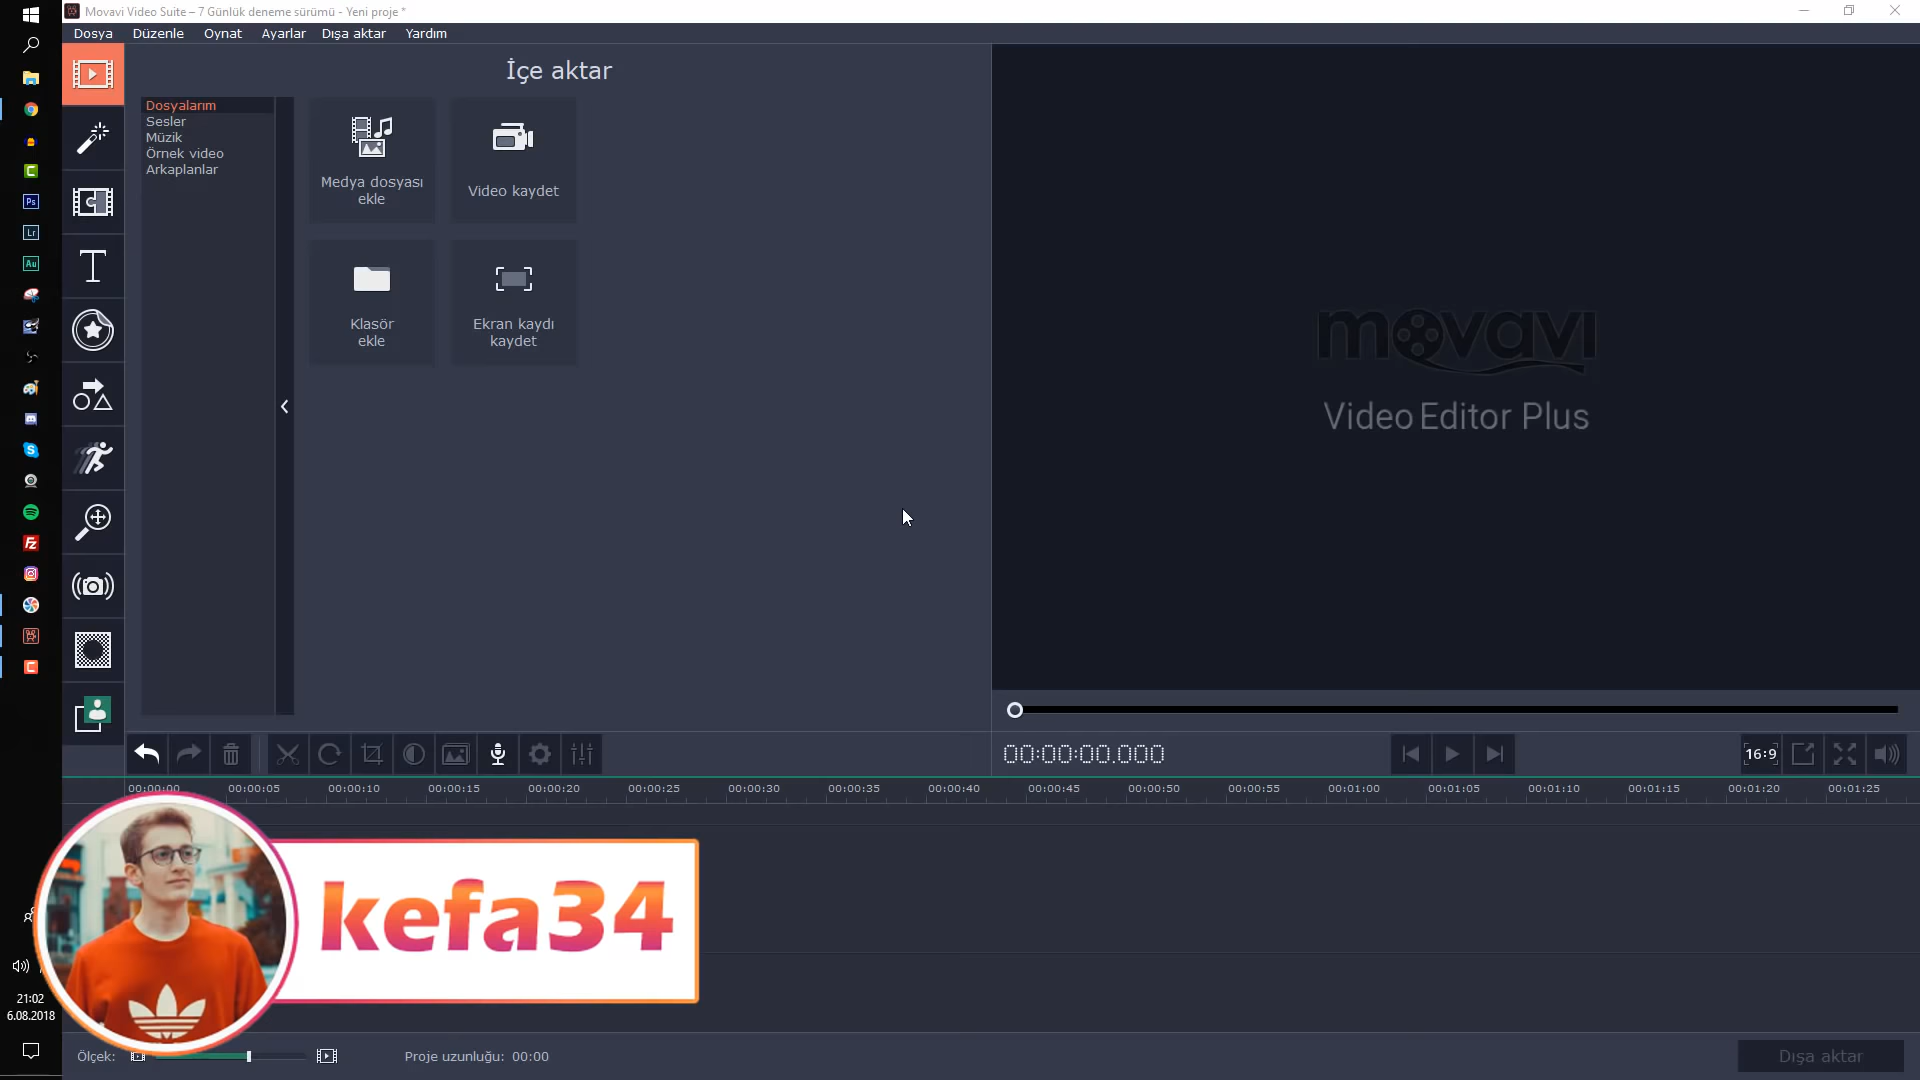 Movavi Video Suite – 7 Günlük deneme sürümü - Yeni proje *
Dosya Düzenle Oynat Ayarlar Dışa aktar Yardım
İçe aktar
Dosyalarım
Sesler
Müzik
Örnek video
Arkaplanlar
Medya dosyası
ekle
Video kaydet
Klasör
ekle
Ekran kaydı
kaydet
movavi
Video Editor Plus
Ps
Lr
Au
Fz
00:00:00.000
16:9
00:00:00 00:00:05 00:00:10 00:00:15 00:00:20 00:00:25 00:00:30 00:00:35 00:00:40 00:00:45 00:00:50 00:00:55 00:01:00 00:01:05 00:01:10 00:01:15 00:01:20 00:01:25
kefa34
adidas
21:02
6.08.2018
Ölçek:
Proje uzunluğu: 00:00
Dışa aktar